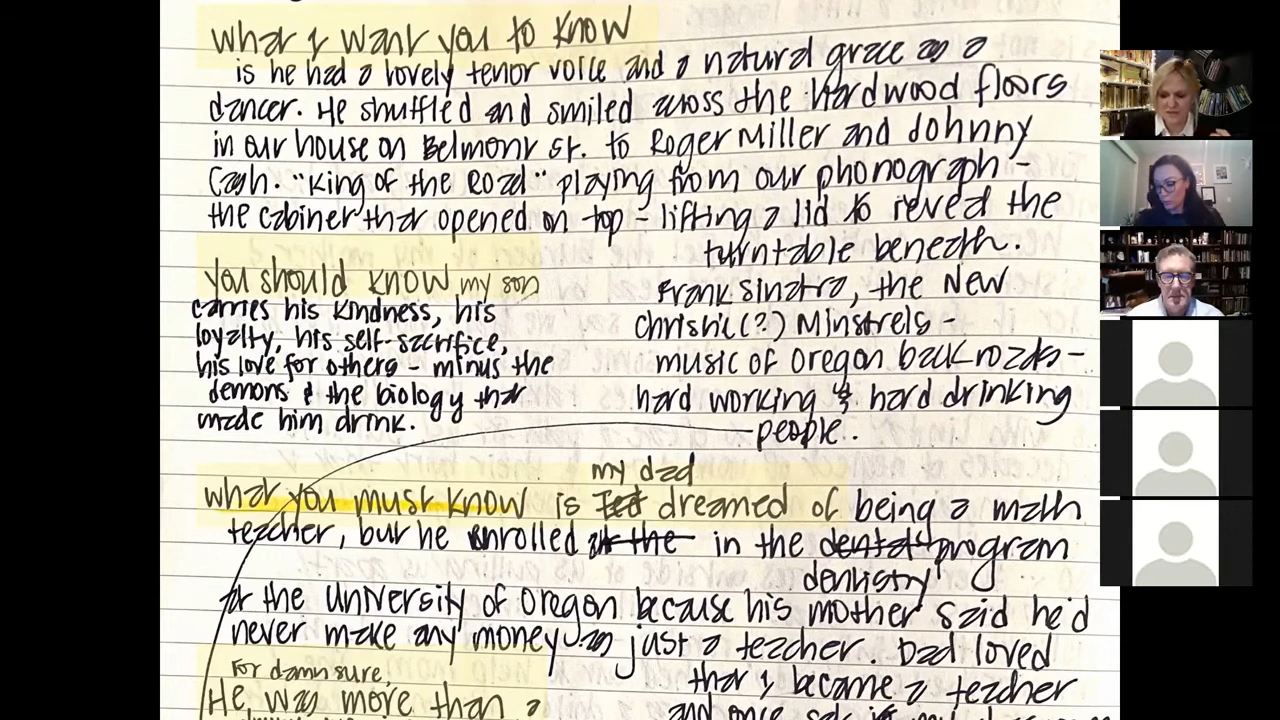 what I want you to know
is he had a lovely tenor voice and a natural grace as a
dancer. He shuffled and smiled across the hardwood floors
in our house on Belmont St. to Roger Miller and Johnny
Cash. "King of the Road" playing from our phonograph -
the cabinet that opened on top - lifting a lid to reveal the
turntable beneath.
you should know my son
carries his kindness, his
loyalty, his self-sacrifice,
his love for others - minus the
demons & the biology that
made him drink.
Frank Sinatra, the New
Christie(?) Minstrels -
music of Oregon back roads -
hard working & hard drinking
people.
my dad
what you must know is Ted dreamed of being a math
teacher, but he enrolled at the in the dental program
dentistry
at the University of Oregon because his mother said he'd
never make any money as just a teacher. Dad loved
that I became a teacher
For damn sure,
He was more than a
and once sat in my